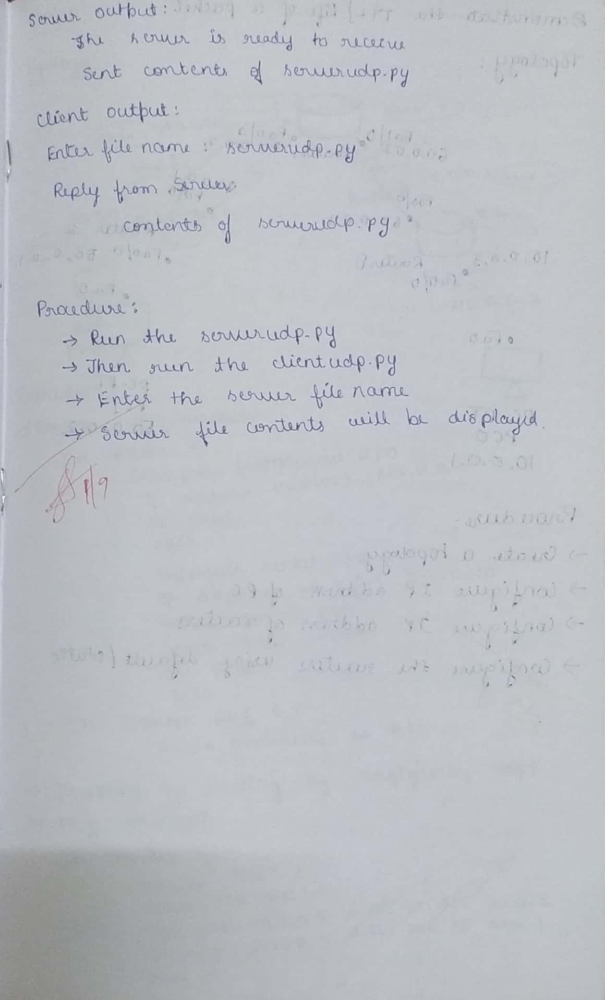 Server output:
The server is ready to receive
Sent contents of serverudp.py
Client output:
Enter file name : serverudp.py
Reply from Server:
contents of serverudp.py
Procedure:
→ Run the serverudp.py
→ Then run the clientudp.py
→ Enter the server file name
→ Server file contents will be displayed.
1/9